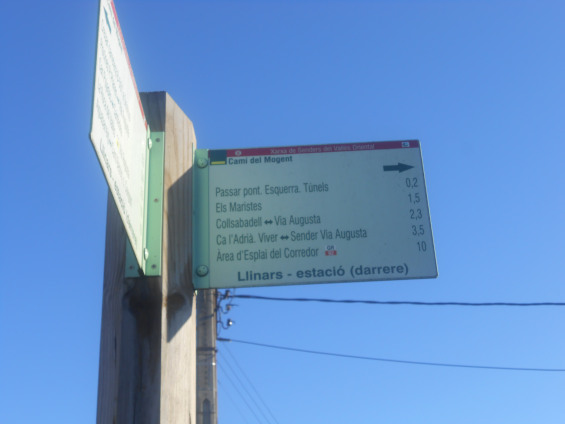 Xarxa de Senders del Vallès Oriental
Camí del Mogent
Passar pont. Esquerra. Túnels 0,2
Els Maristes 1,5
Collsabadell ⬌ Via Augusta 2,3
Ca l'Adrià. Viver ⬌ Sender Via Augusta 3,5
Àrea d'Esplai del Corredor GR 92 10
Llinars - estació (darrere)